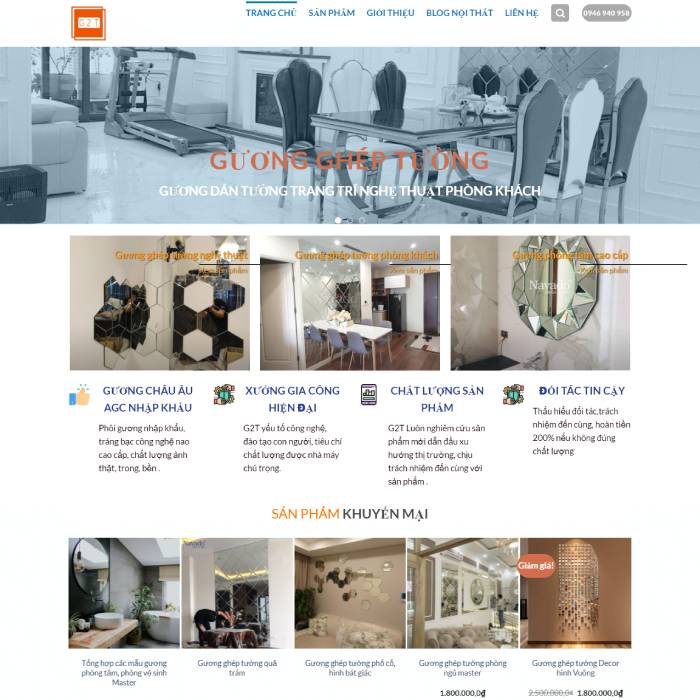 G2T
TRANG CHỦ SẢN PHẨM GIỚI THIỆU BLOG NỘI THẤT LIÊN HỆ 0946 940 958
GƯƠNG GHÉP TƯỜNG
GƯƠNG DÁN TƯỜNG TRANG TRÍ NGHỆ THUẬT PHÒNG KHÁCH
Gương ghép tường nghệ thuật
Xem sản phẩm
Gương ghép tường phòng khách
Xem sản phẩm
Gương phòng tắm cao cấp
Xem sản phẩm
Navado
GƯƠNG CHÂU ÂU
AGC NHẬP KHẨU
Phôi gương nhập khẩu,
tráng bạc công nghệ nao
cao cấp, chất lượng ảnh
thật, trong, bền .
XƯỞNG GIA CÔNG
HIỆN ĐẠI
G2T yếu tố công nghệ,
đào tạo con người, tiêu chí
chất lượng được nhà máy
chú trọng.
CHẤT LƯỢNG SẢN
PHẨM
G2T Luôn nghiêm cứu sản
phẩm mới dẫn đầu xu
hướng thị trường, chịu
trách nhiệm đến cùng với
sản phẩm .
ĐỐI TÁC TIN CẬY
Thấu hiểu đối tác,trách
nhiệm đến cùng, hoàn tiền
200% nếu không đúng
chất lượng
SẢN PHẨM KHUYẾN MẠI
Navado
Giảm giá!
Tổng hợp các mẫu gương
phòng tắm, phòng vệ sinh
Master
Gương ghép tường quả
trám
Gương ghép tường phố cổ,
hình bát giác
Gương ghép tường phòng
ngủ master
1.800.000,0₫
Gương ghép tường Decor
hình Vuông
2.500.000,0₫ 1.800.000,0₫